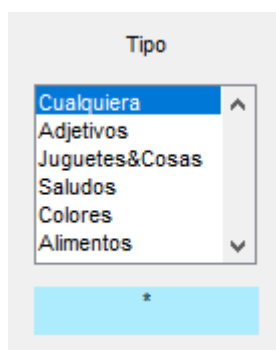 Tipo
Cualquiera
Adjetivos
Juguetes&Cosas
Saludos
Colores
Alimentos
*